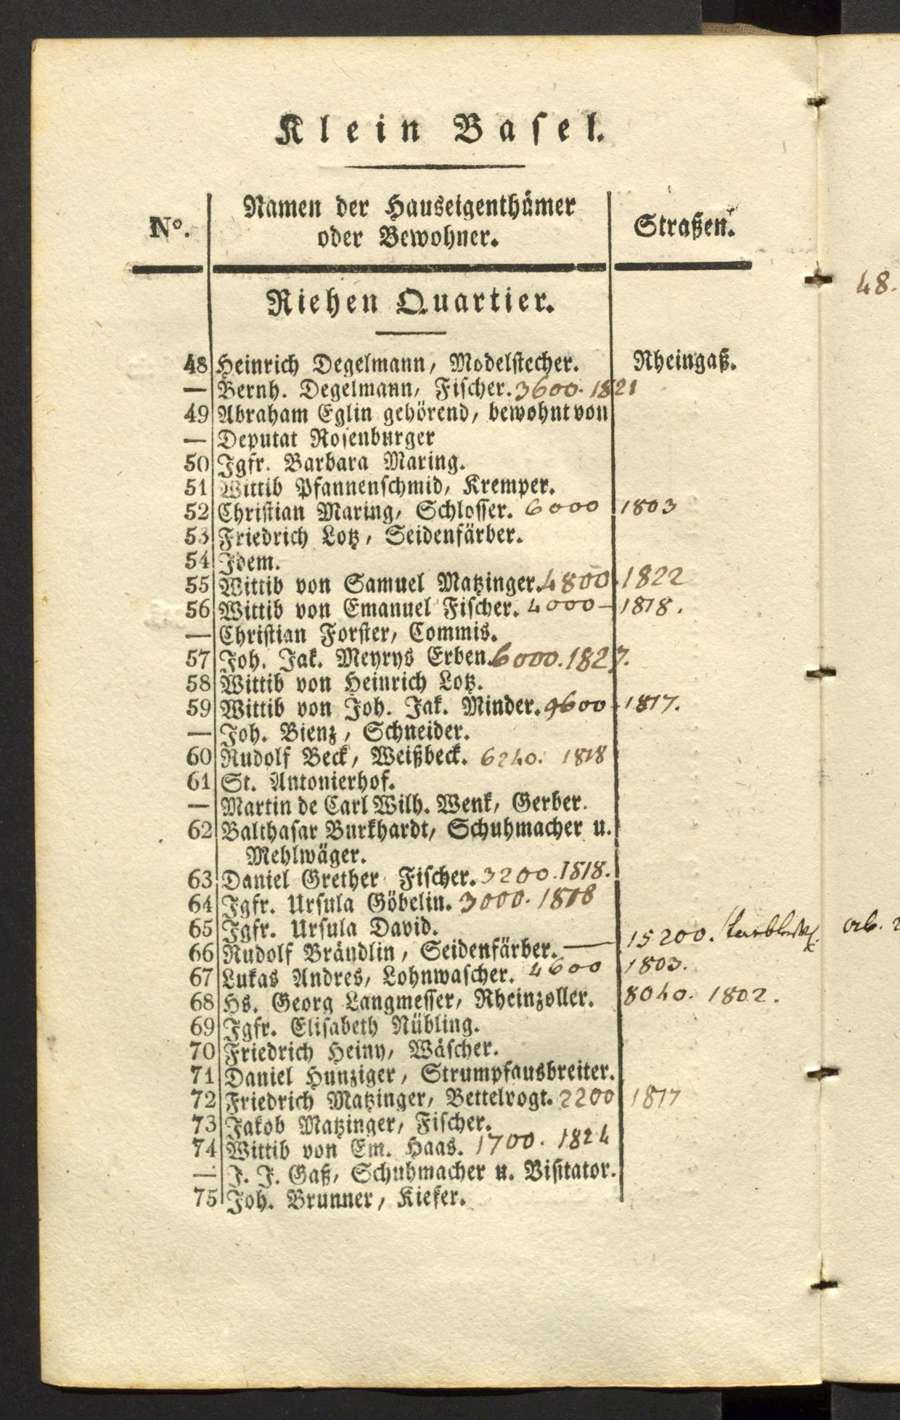 Klein Basel.
No. Namen der Hauseigenthümer oder Bewohner. Straßen.
Riehen Quartier.
48 Heinrich Degelmann, Modelstecher. Rheingaß.
— Bernh. Degelmann, Fischer. 3600. 1821
49 Abraham Eglin gehörend, bewohnt von
— Deputat Rosenburger
50 Jgfr. Barbara Maring.
51 Wittib Pfannenschmid, Kremper.
52 Christian Maring, Schlosser. 6000 1803
53 Friedrich Lotz, Seidenfärber.
54 Idem.
55 Wittib von Samuel Matzinger. 4800. 1822
56 Wittib von Emanuel Fischer. 4000 — 1818.
— Christian Forster, Commis.
57 Joh. Jak. Meyrys Erben. 6000. 1827.
58 Wittib von Heinrich Lotz.
59 Wittib von Joh. Jak. Minder. 9600 1817.
— Joh. Bienz, Schneider.
60 Rudolf Beck, Weißbeck. 6240. 1818
61 St. Antonierhof.
— Martin de Carl Wilh. Wenk, Gerber.
62 Balthasar Burkhardt, Schuhmacher u.
Mehlwäger.
63 Daniel Grether Fischer. 3200. 1818.
64 Jgfr. Ursula Göbelin. 3000. 1818
65 Jgfr. Ursula David.
66 Rudolf Brändlin, Seidenfärber. — 15200.
67 Lukas Andres, Lohnwascher. 4600 1803.
68 Hs. Georg Langmesser, Rheinzoller. 8040. 1802.
69 Jgfr. Elisabeth Nübling.
70 Friedrich Heiny, Wäscher.
71 Daniel Hunziger, Strumpfausbreiter.
72 Friedrich Matzinger, Bettelvogt. 2200 1817
73 Jakob Matzinger, Fischer.
74 Wittib von Em. Haas. 1700. 1824
— J. J. Gaß, Schuhmacher u. Visitator.
75 Joh. Brunner, Kiefer.
48.